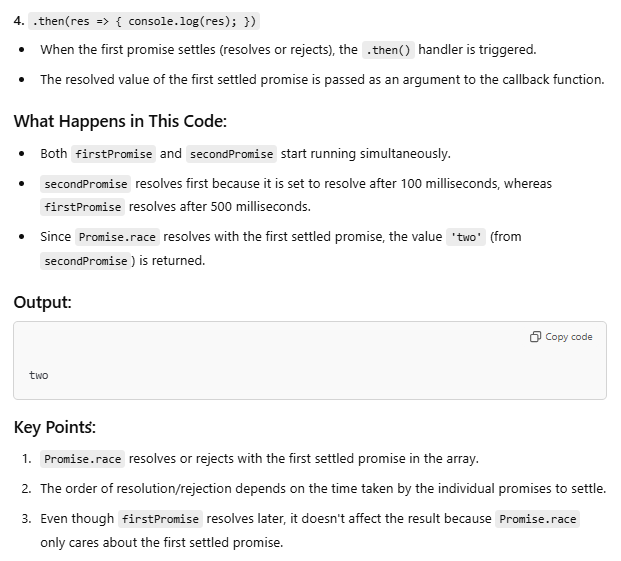 4. .then(res => { console.log(res); })
• When the first promise settles (resolves or rejects), the .then() handler is triggered.
• The resolved value of the first settled promise is passed as an argument to the callback function.
What Happens in This Code:
• Both firstPromise and secondPromise start running simultaneously.
• secondPromise resolves first because it is set to resolve after 100 milliseconds, whereas
firstPromise resolves after 500 milliseconds.
• Since Promise.race resolves with the first settled promise, the value 'two' (from
secondPromise ) is returned.
Output:
Copy code
two
Key Points:
1. Promise.race resolves or rejects with the first settled promise in the array.
2. The order of resolution/rejection depends on the time taken by the individual promises to settle.
3. Even though firstPromise resolves later, it doesn't affect the result because Promise.race
only cares about the first settled promise.